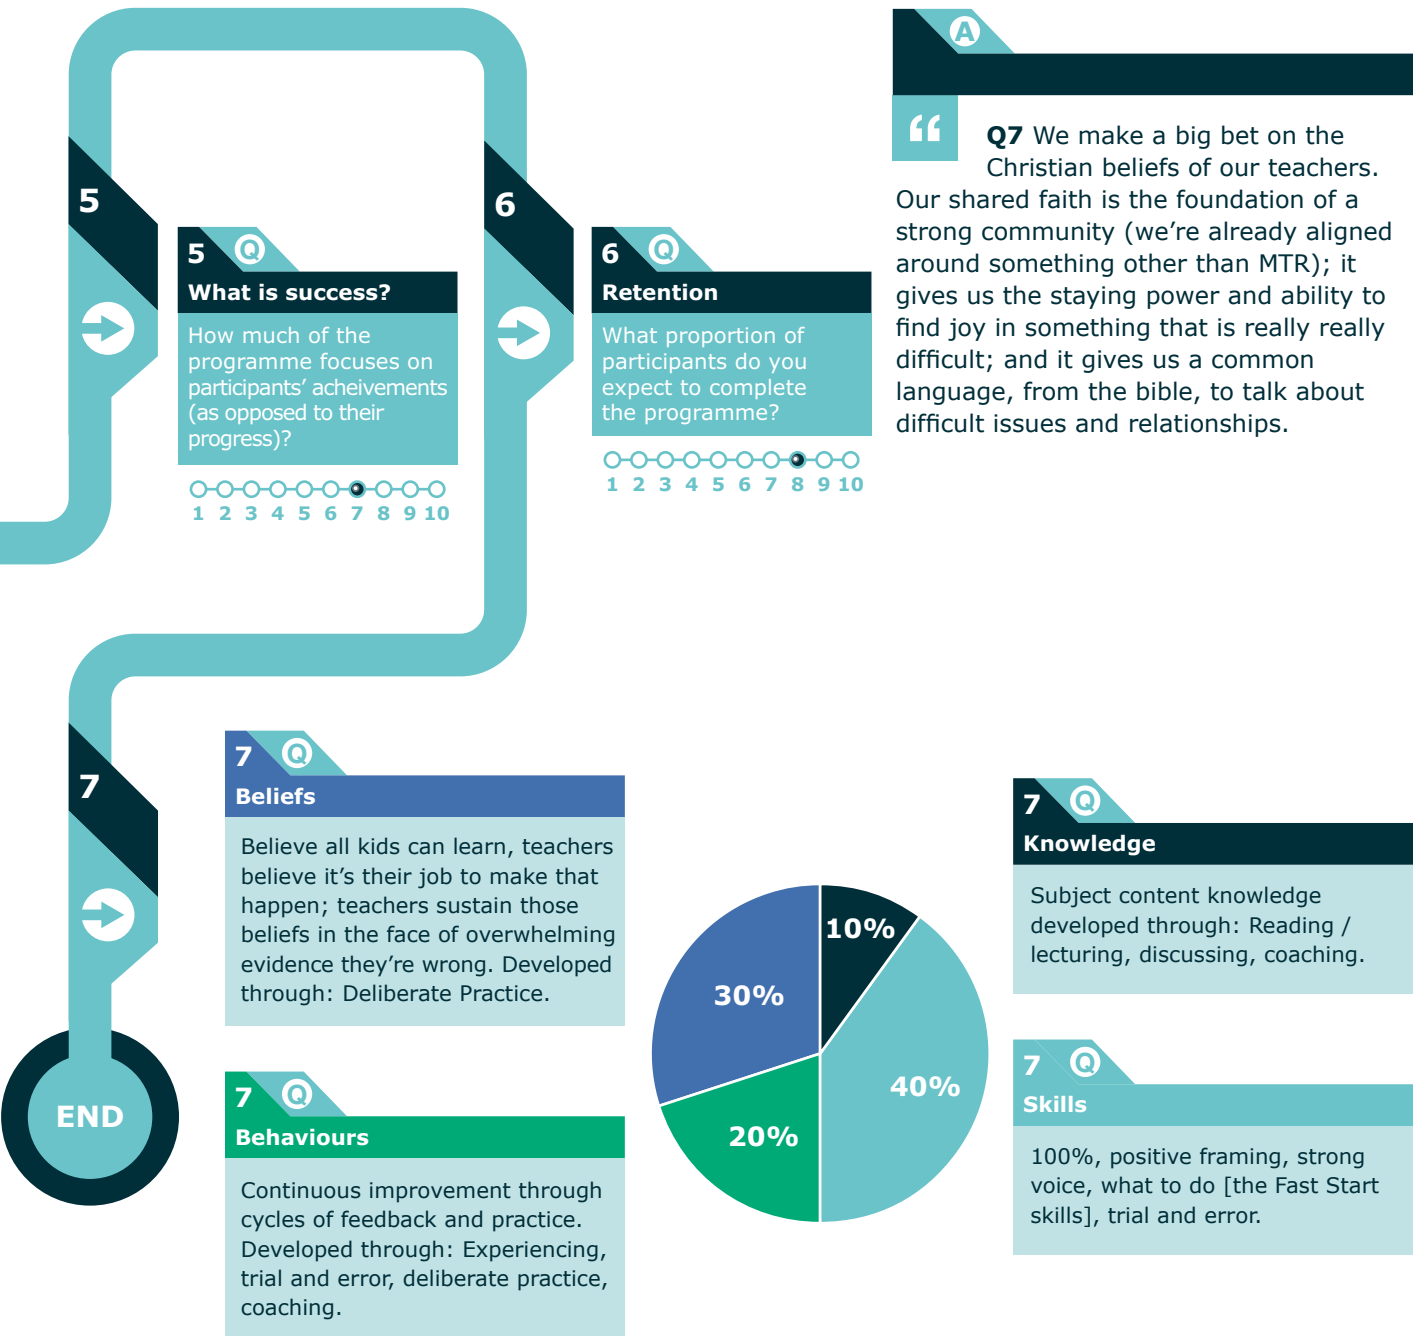 5
5 Q
What is success?
How much of the
programme focuses on
participants’ acheivements
(as opposed to their
progress)?
1 2 3 4 5 6 7 8 9 10
6
6 Q
Retention
What proportion of
participants do you
expect to complete
the programme?
1 2 3 4 5 6 7 8 9 10
A
“
Q7 We make a big bet on the
Christian beliefs of our teachers.
Our shared faith is the foundation of a
strong community (we’re already aligned
around something other than MTR); it
gives us the staying power and ability to
find joy in something that is really really
difficult; and it gives us a common
language, from the bible, to talk about
difficult issues and relationships.
7
END
7 Q
Beliefs
Believe all kids can learn, teachers
believe it’s their job to make that
happen; teachers sustain those
beliefs in the face of overwhelming
evidence they’re wrong. Developed
through: Deliberate Practice.
7 Q
Behaviours
Continuous improvement through
cycles of feedback and practice.
Developed through: Experiencing,
trial and error, deliberate practice,
coaching.
10%
30%
40%
20%
7 Q
Knowledge
Subject content knowledge
developed through: Reading /
lecturing, discussing, coaching.
7 Q
Skills
100%, positive framing, strong
voice, what to do [the Fast Start
skills], trial and error.